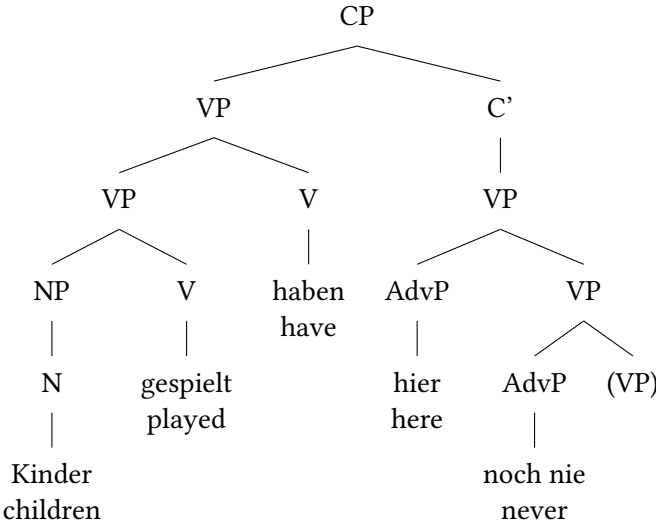 CP
VP C’
VP V VP
NP V haben AdvP VP
have
N gespielt hier AdvP (VP)
played here
Kinder noch nie
children never